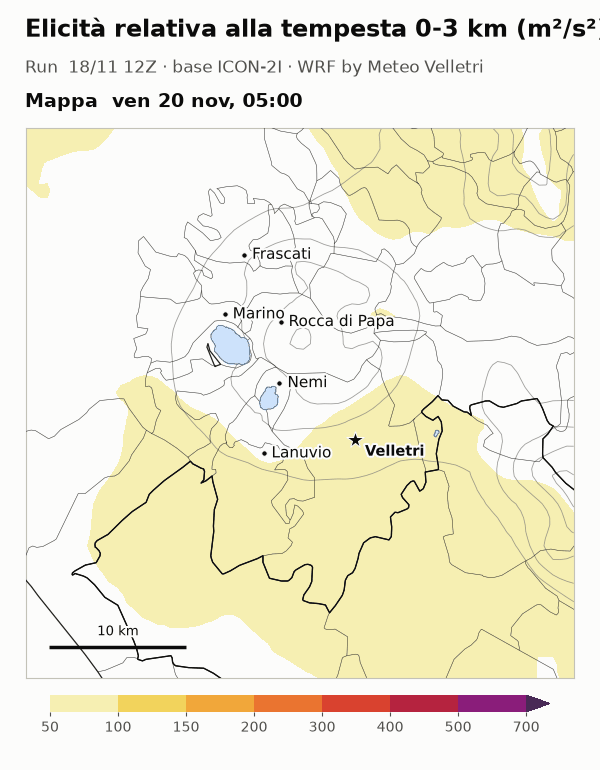 Elicità relativa alla tempesta 0-3 km (m²/s²)
Run 18/11 12Z · base ICON-2I · WRF by Meteo Velletri
Mappa ven 20 nov, 05:00
Frascati
Marino
Rocca di Papa
Nemi
Lanuvio
Velletri
10 km
50 100 150 200 300 400 500 700